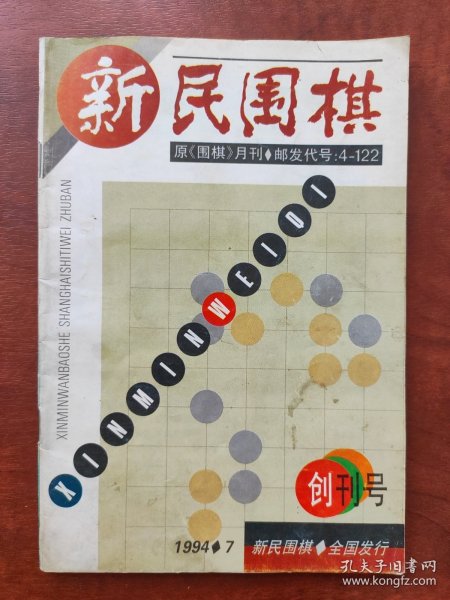 新民围棋
原《围棋》月刊♦邮发代号:4-122
XINMINWANBAOSHE SHANGHAISHITIWEI ZHUBAN
XINMINWEIQI
创刊号
1994♦7
新民围棋♦全国发行
孔夫子旧书网
www.kongfz.com